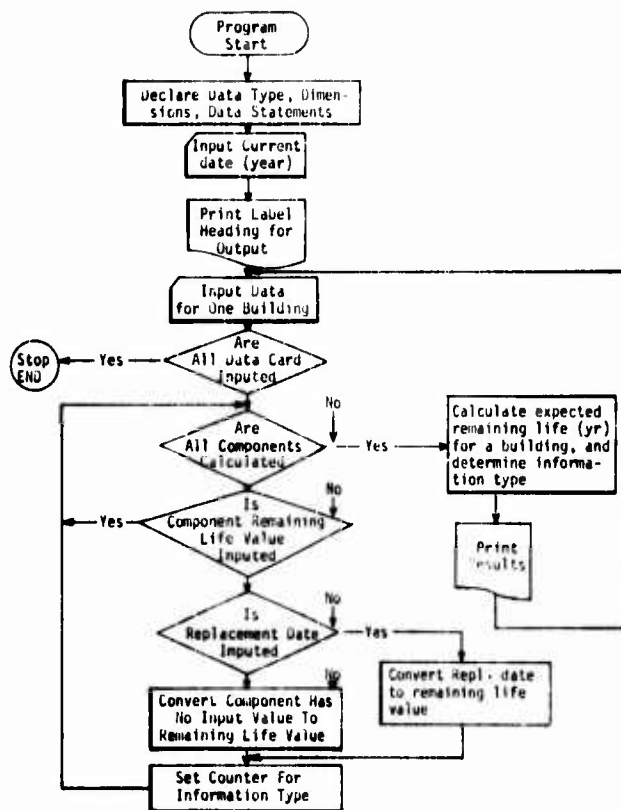 Program
Start
Declare Data Type, Dimen-
sions, Data Statements
Input Current
date (year)
Print Label
Heading for
Output
Input Data
for One Building
Are
All Data Card
Inputed
Yes
Stop
END
No
Are
All Components
Calculated
Yes
Calculate expected
remaining life (yr)
for a building, and
determine informa-
tion type
Print
Results
No
Is
Component Remaining
Life Value
Inputed
Yes
No
Is
Replacement Date
Imputed
Yes
Convert Repl. date
to remaining life
value
No
Convert Component Has
No Input Value To
Remaining Life Value
Set Counter For
Information Type